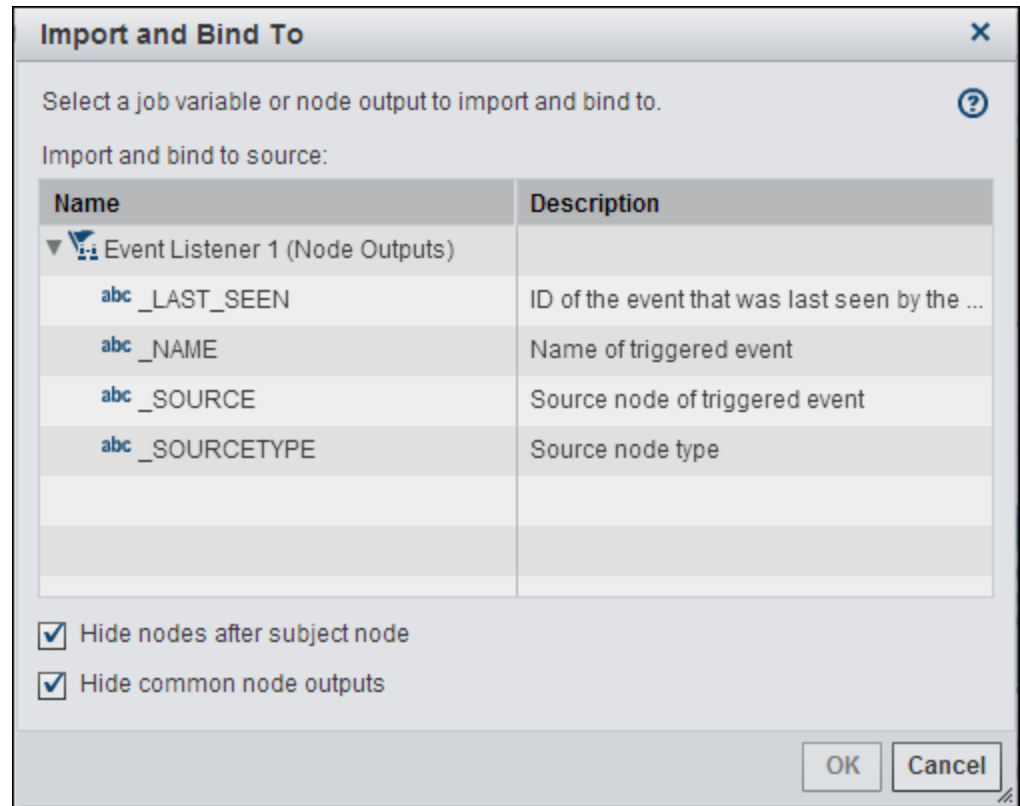 Import and Bind To
Select a job variable or node output to import and bind to.
Import and bind to source:
Name Description
Event Listener 1 (Node Outputs)
abc _LAST_SEEN ID of the event that was last seen by the ...
abc _NAME Name of triggered event
abc _SOURCE Source node of triggered event
abc _SOURCETYPE Source node type
Hide nodes after subject node
Hide common node outputs
OK Cancel